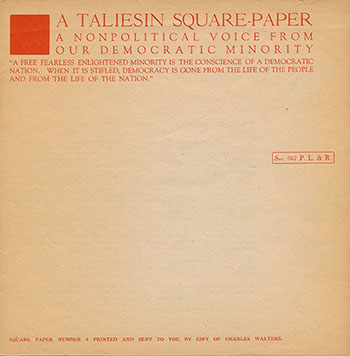 A TALIESIN SQUARE-PAPER
A NONPOLITICAL VOICE FROM
OUR DEMOCRATIC MINORITY
"A FREE FEARLESS ENLIGHTENED MINORITY IS THE CONSCIENCE OF A DEMOCRATIC
NATION. WHEN IT IS STIFLED, DEMOCRACY IS GONE FROM THE LIFE OF THE PEOPLE
AND FROM THE LIFE OF THE NATION."
Sec. 562 P. L. & R.
SQUARE PAPER NUMBER 4 PRINTED AND SENT TO YOU BY GIFT OF CHARLES WALTERS.